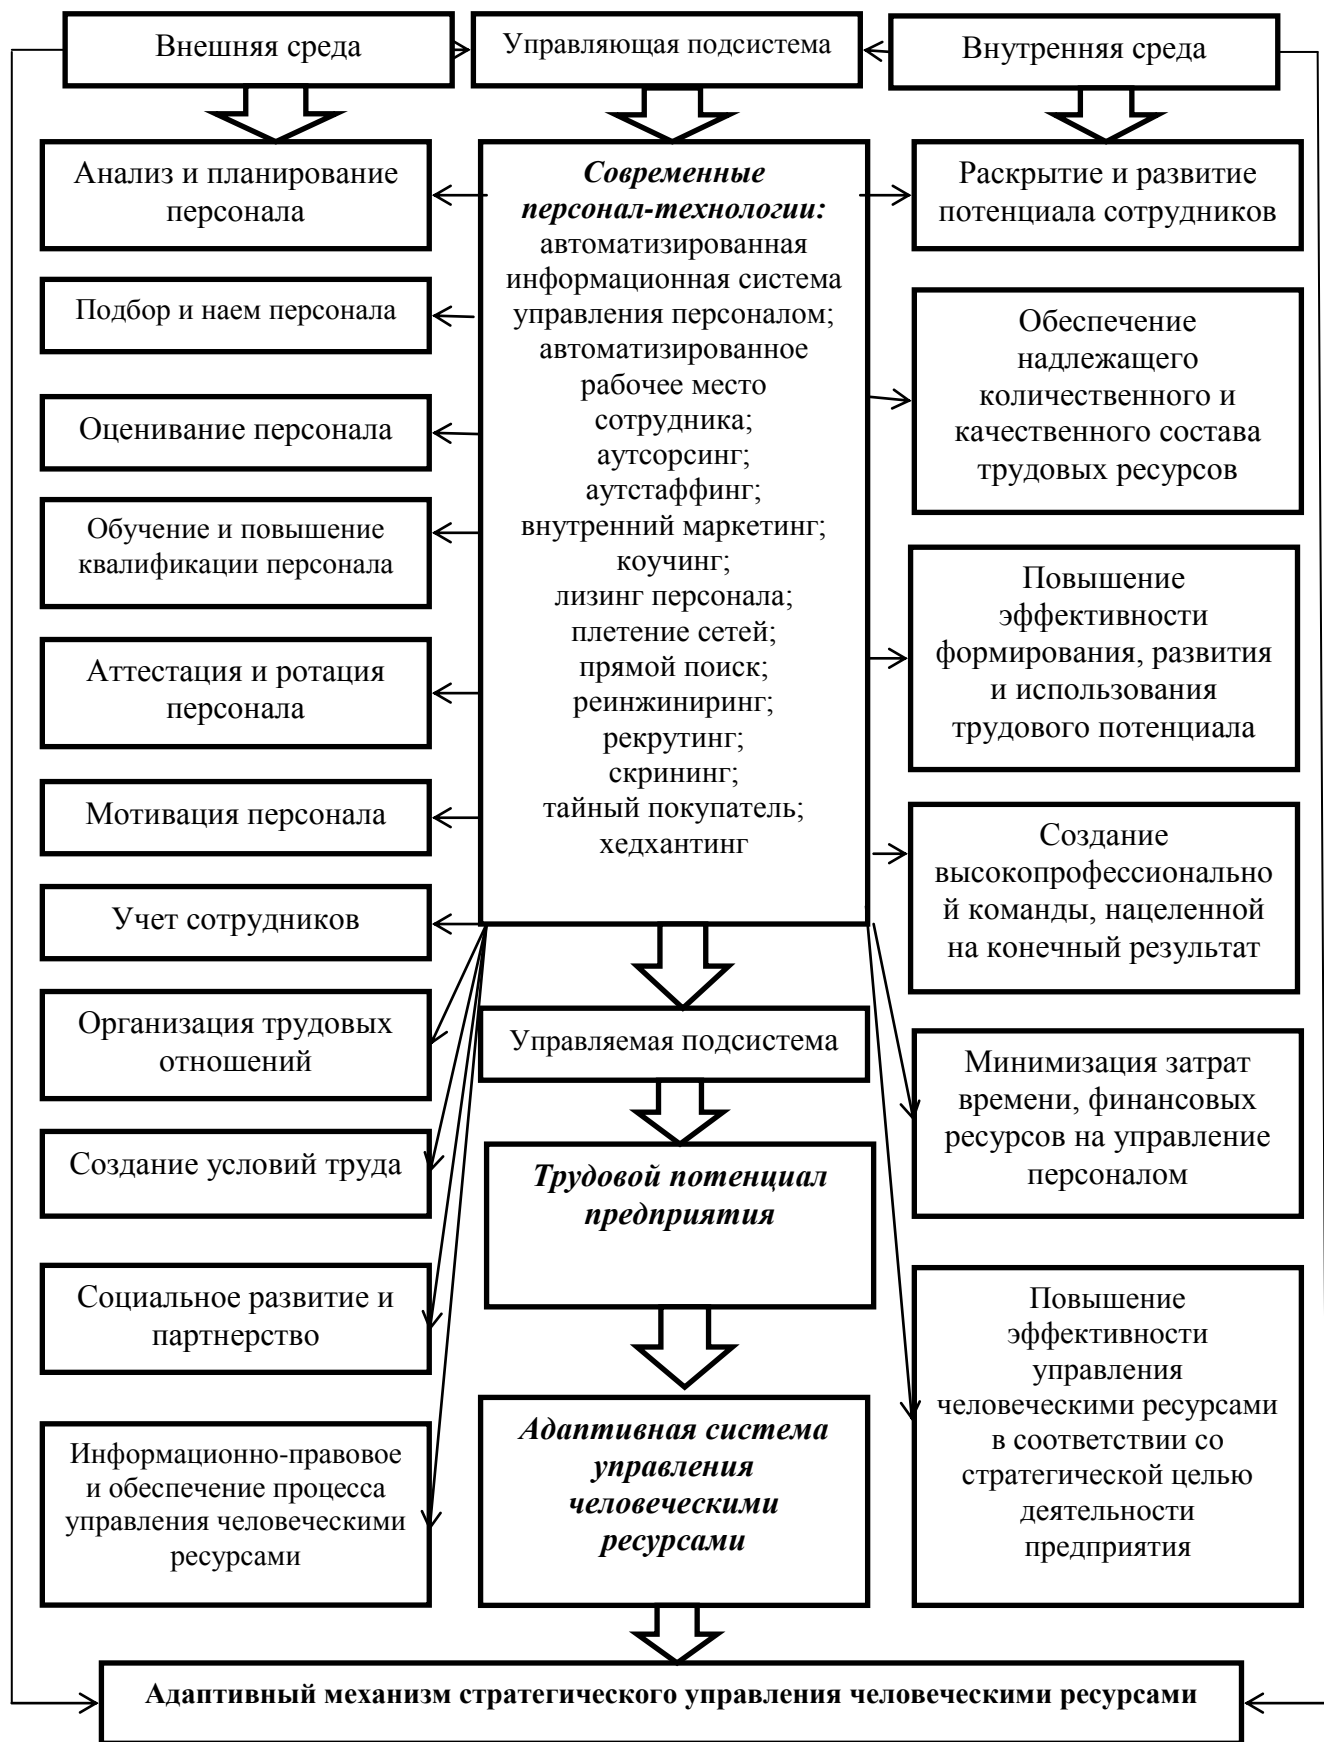 Внешняя среда
Управляющая подсистема
Внутренняя среда
Анализ и планирование
персонала
Подбор и наем персонала
Оценивание персонала
Обучение и повышение
квалификации персонала
Аттестация и ротация
персонала
Мотивация персонала
Учет сотрудников
Организация трудовых
отношений
Создание условий труда
Социальное развитие и
партнерство
Информационно-правовое
и обеспечение процесса
управления человеческими
ресурсами
Современные
персонал-технологии:
автоматизированная
информационная система
управления персоналом;
автоматизированное
рабочее место
сотрудника;
аутсорсинг;
аутстаффинг;
внутренний маркетинг;
коучинг;
лизинг персонала;
плетение сетей;
прямой поиск;
реинжиниринг;
рекрутинг;
скрининг;
тайный покупатель;
хедхантинг
Управляемая подсистема
Трудовой потенциал
предприятия
Адаптивная система
управления
человеческими
ресурсами
Раскрытие и развитие
потенциала сотрудников
Обеспечение
надлежащего
количественного и
качественного состава
трудовых ресурсов
Повышение
эффективности
формирования, развития
и использования
трудового потенциала
Создание
высокопрофессионально
й команды, нацеленной
на конечный результат
Минимизация затрат
времени, финансовых
ресурсов на управление
персоналом
Повышение
эффективности
управления
человеческими ресурсами
в соответствии со
стратегической целью
деятельности
предприятия
Адаптивный механизм стратегического управления человеческими ресурсами